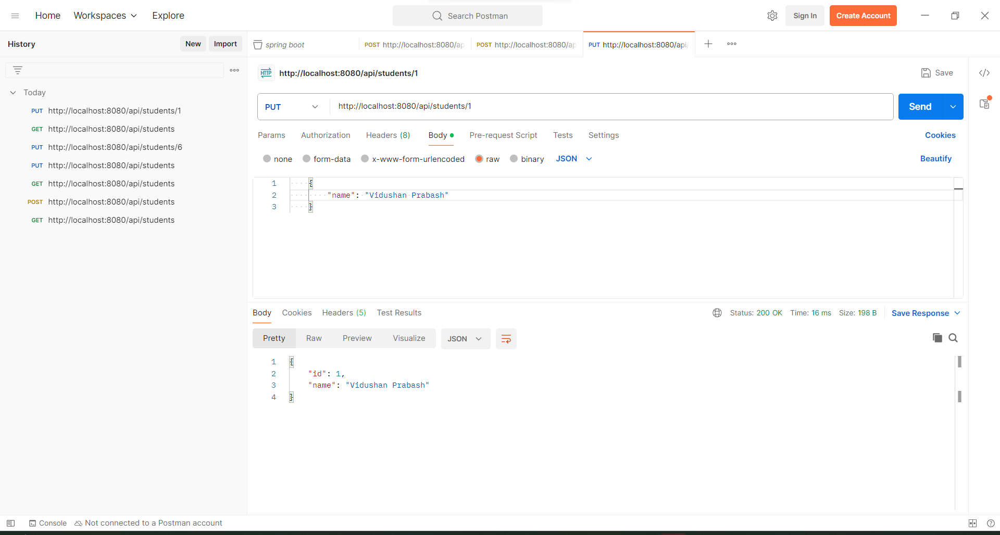 Home Workspaces Explore Search Postman Sign In Create Account
History New Import spring boot POST http://localhost:8080/ap POST http://localhost:8080/ap PUT http://localhost:8080/api/
HTTP http://localhost:8080/api/students/1 Save
Today
PUT http://localhost:8080/api/students/1
GET http://localhost:8080/api/students
PUT http://localhost:8080/api/students/6
PUT http://localhost:8080/api/students
GET http://localhost:8080/api/students
POST http://localhost:8080/api/students
GET http://localhost:8080/api/students
PUT http://localhost:8080/api/students/1 Send
Params Authorization Headers (8) Body Pre-request Script Tests Settings Cookies
none form-data x-www-form-urlencoded raw binary JSON Beautify
1 {
2 "name": "Vidushan Prabash"
3 }
Body Cookies Headers (5) Test Results Status: 200 OK Time: 16 ms Size: 198 B Save Response
Pretty Raw Preview Visualize JSON
1 {
2 "id": 1,
3 "name": "Vidushan Prabash"
4 }
Console Not connected to a Postman account